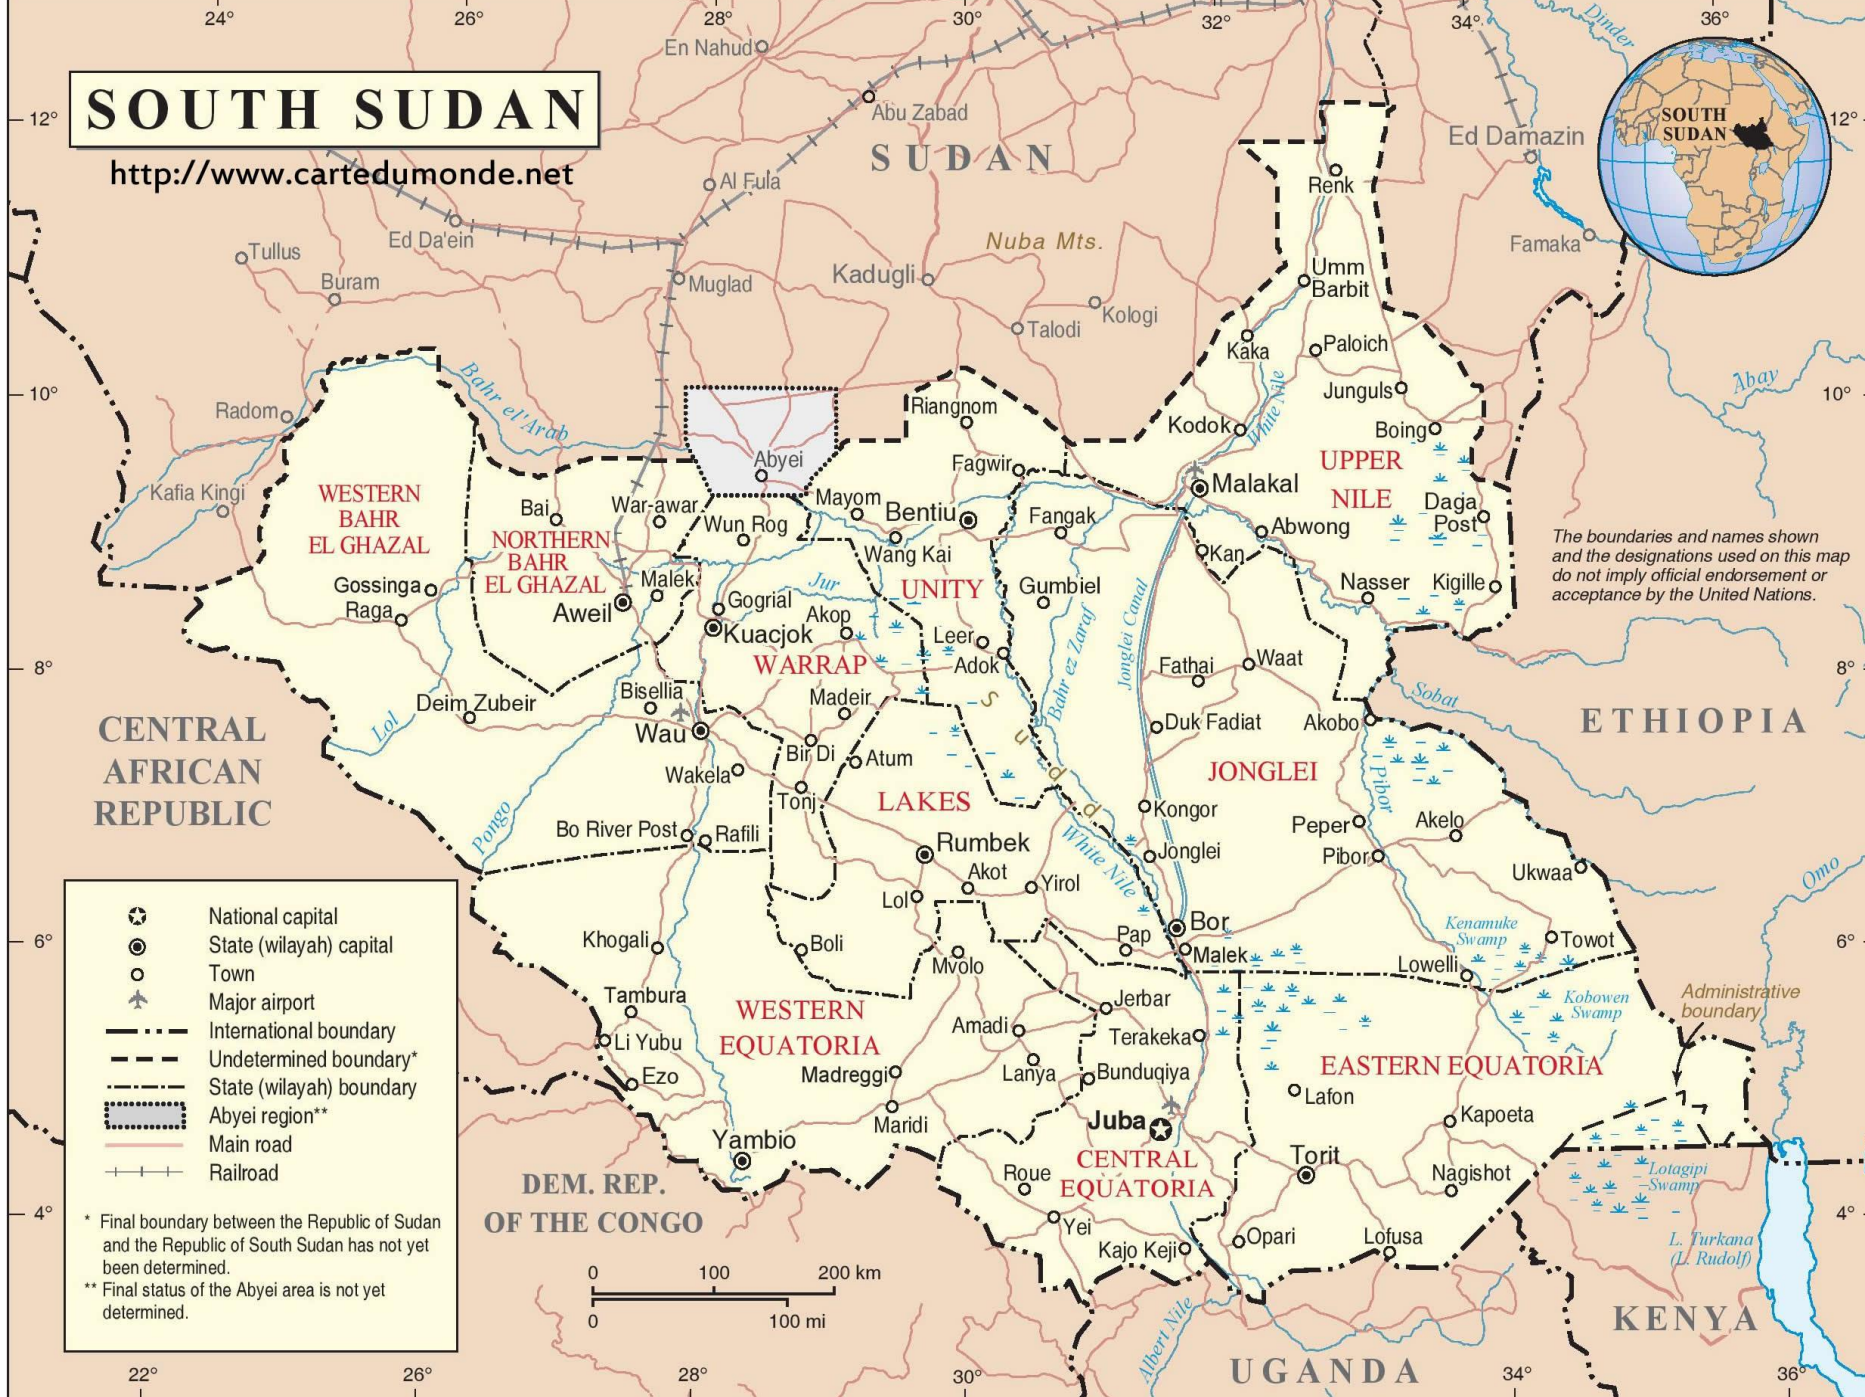 24°
26°
28°
30°
32°
34°
36°
12°
10°
8°
6°
4°
SOUTH SUDAN
http://www.cartedumonde.net
En Nahud
Abu Zabad
SUDAN
Al Fula
Ed Da'ein
Tullus
Buram
Muglad
Nuba Mts.
Kadugli
Talodi
Kologi
Dinder
Ed Damazin
Famaka
Abay
SOUTH
SUDAN
12°
10°
8°
6°
4°
Renk
Umm
Barbit
Kaka
Paloich
Junguls
Kodok
White Nile
Boing
UPPER
NILE
Malakal
Daga
Post
Abwong
Kan
Nasser
Kigille
Radom
Kafia Kingi
Bahr el'Arab
Abyei
Riangnom
Fagwir
WESTERN
BAHR
EL GHAZAL
Bai
War-awar
Wun Rog
Mayom
Bentiu
Fangak
Wang Kai
NORTHERN
BAHR
EL GHAZAL
Malek
Aweil
Gossinga
Raga
Gogrial
Jur
Akop
Kuacjok
UNITY
Gumbiel
Leer
Adok
WARRAP
Bahr ez Zaraf
Jonglei Canal
Fathai
Waat
Duk Fadiat
Akobo
Sobat
The boundaries and names shown
and the designations used on this map
do not imply official endorsement or
acceptance by the United Nations.
ETHIOPIA
Deim Zubeir
Lol
Bisellia
Wau
Madeir
Bir Di
Atum
Wakela
Tonj
Sudd
CENTRAL
AFRICAN
REPUBLIC
Pongo
LAKES
JONGLEI
Pibor
Kongor
Peper
Akelo
Jonglei
Pibor
Ukwaa
Omo
Bo River Post
Rafili
Rumbek
Akot
Yirol
Lol
White Nile
Bor
Malek
Pap
Kenamuke
Swamp
Towot
Lowelli
Kobowen
Swamp
Administrative
boundary
Khogali
Boli
Mvolo
Tambura
Li Yubu
Ezo
WESTERN
EQUATORIA
Amadi
Jerbar
Terakeka
Lanya
Bunduqiya
Madreggi
Maridi
Yambio
EASTERN EQUATORIA
Lafon
Kapoeta
Juba
CENTRAL
EQUATORIA
Torit
Nagishot
Roue
Yei
Kajo Keji
Opari
Lofusa
Lotagipi
Swamp
L. Turkana
(L. Rudolf)
DEM. REP.
OF THE CONGO
Albert Nile
UGANDA
KENYA
National capital
State (wilayah) capital
Town
Major airport
International boundary
Undetermined boundary*
State (wilayah) boundary
Abyei region**
Main road
Railroad
* Final boundary between the Republic of Sudan
and the Republic of South Sudan has not yet
been determined.
** Final status of the Abyei area is not yet
determined.
0 100 200 km
0 100 mi
22°
26°
28°
30°
34°
36°